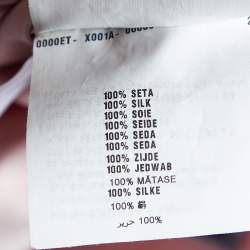 0000ET- X001A-
100% SETA
100% SILK
100% SOIE
100% SEIDE
100% SEDA
100% SEDA
100% ZIJDE
100% JEDWAB
100% MĂTASE
100% SILKE
100% 絹
100% حرير